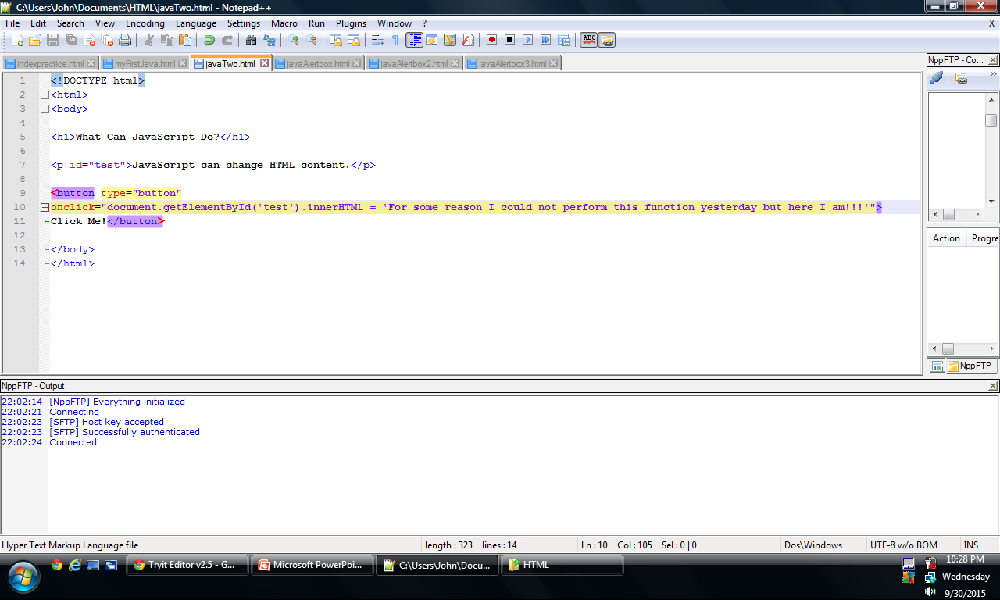 C:\Users\John\Documents\HTML\javaTwo.html - Notepad++
File Edit Search View Encoding Language Settings Macro Run Plugins Window ? X
ABC
indexpractice.html myFirstJava.html javaTwo.html javaAlertbox.html javaAlertbox2.html javaAlertbox3.html
NppFTP - Co...
1 <!DOCTYPE html>
2 <html>
3 <body>
4
5 <h1>What Can JavaScript Do?</h1>
6
7 <p id="test">JavaScript can change HTML content.</p>
8
9 <button type="button"
10 onclick="document.getElementById('test').innerHTML = 'For some reason I could not perform this function yesterday but here I am!!!'">
11 Click Me!</button>
12
13 </body>
14 </html>
Action Progre
NppFTP
NppFTP - Output
22:02:14 [NppFTP] Everything initialized
22:02:21 Connecting
22:02:23 [SFTP] Host key accepted
22:02:23 [SFTP] Successfully authenticated
22:02:24 Connected
Hyper Text Markup Language file length : 323 lines : 14 Ln : 10 Col : 105 Sel : 0 | 0 Dos\Windows UTF-8 w/o BOM INS
Tryit Editor v2.5 - G... Microsoft PowerPoi... C:\Users\John\Docu... HTML
10:28 PM
Wednesday
9/30/2015